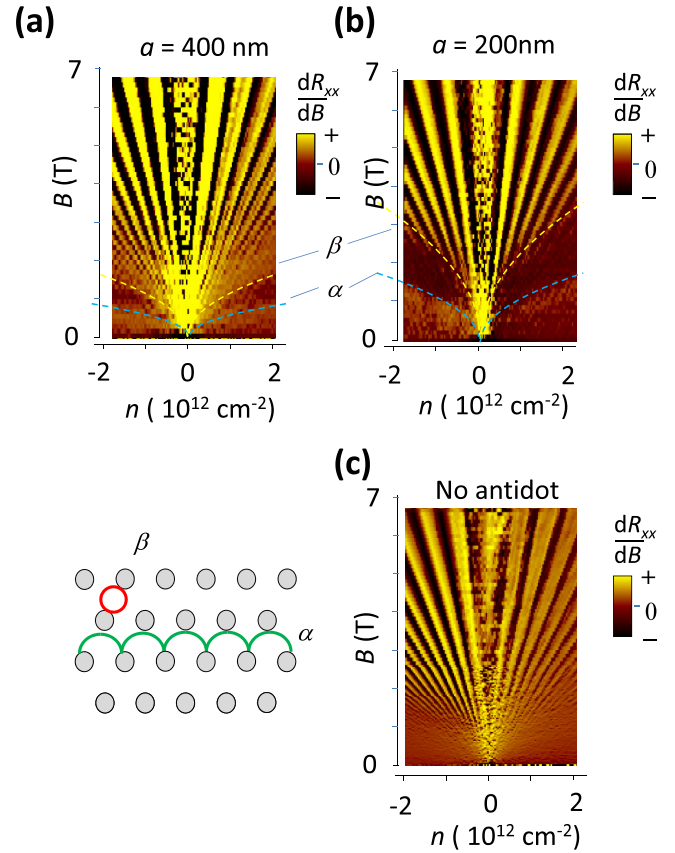 (a)
a = 400 nm
7
B (T)
0
-2 0 2
n ( 10¹² cm⁻²)
dRxx
dB
+
0
–
β
α
(b)
a = 200nm
7
B (T)
0
-2 0 2
n ( 10¹² cm⁻²)
dRxx
dB
+
0
–
β
α
(c)
No antidot
7
B (T)
0
-2 0 2
n ( 10¹² cm⁻²)
dRxx
dB
+
0
–